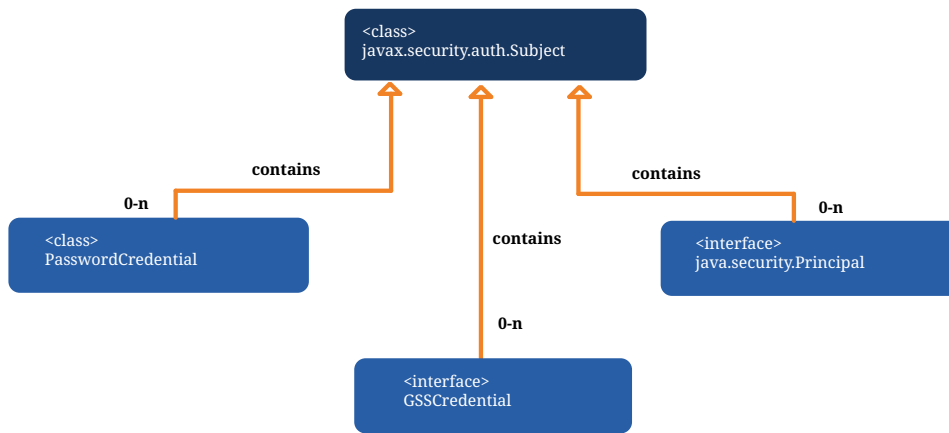 <class>
javax.security.auth.Subject
contains
contains
0-n
0-n
<class>
PasswordCredential
contains
<interface>
java.security.Principal
0-n
<interface>
GSSCredential